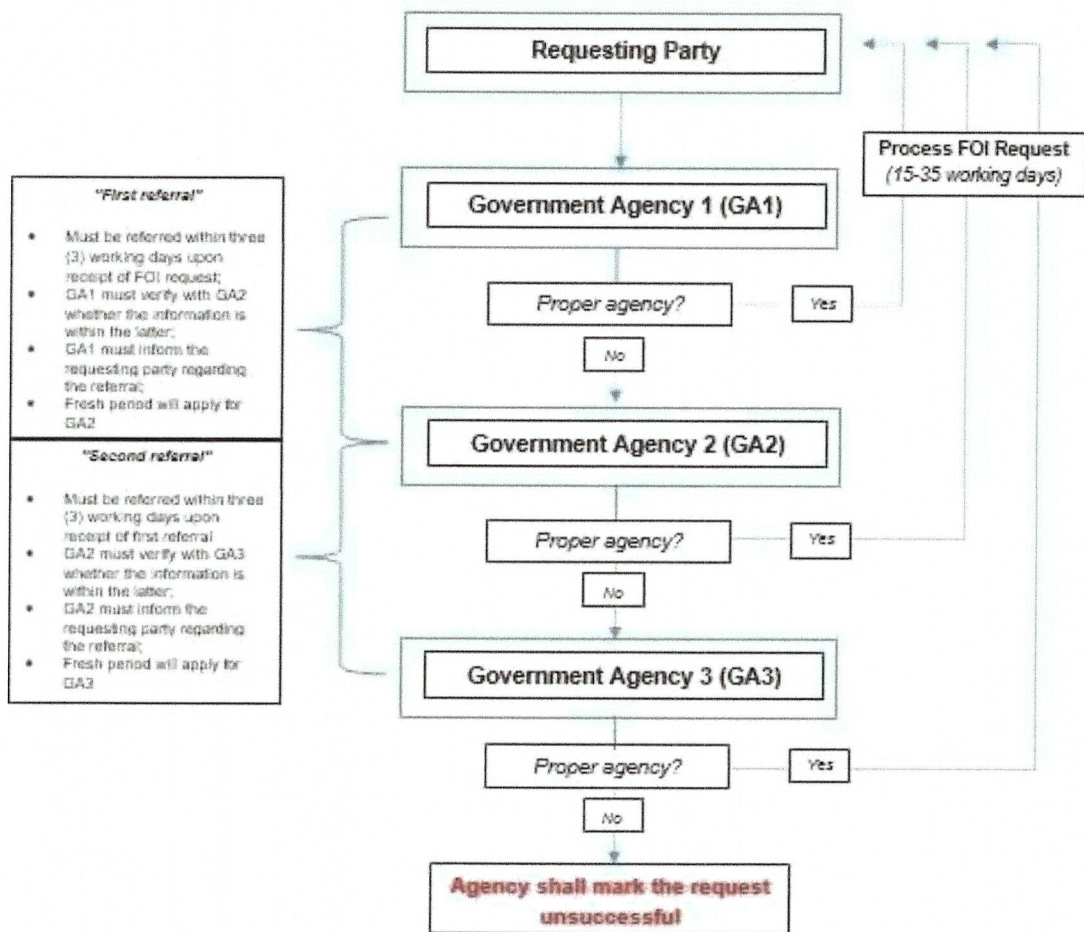 Requesting Party
Process FOI Request
(15-35 working days)
"First referral"
• Must be referred within three
(3) working days upon
receipt of FOI request;
• GA1 must verify with GA2
whether the information is
within the latter;
• GA1 must inform the
requesting party regarding
the referral;
• Fresh period will apply for
GA2
Government Agency 1 (GA1)
Proper agency?
Yes
No
"Second referral"
• Must be referred within three
(3) working days upon
receipt of first referral
• GA2 must verify with GA3
whether the information is
within the latter;
• GA2 must inform the
requesting party regarding
the referral;
• Fresh period will apply for
GA3
Government Agency 2 (GA2)
Proper agency?
Yes
No
Government Agency 3 (GA3)
Proper agency?
Yes
No
Agency shall mark the request
unsuccessful